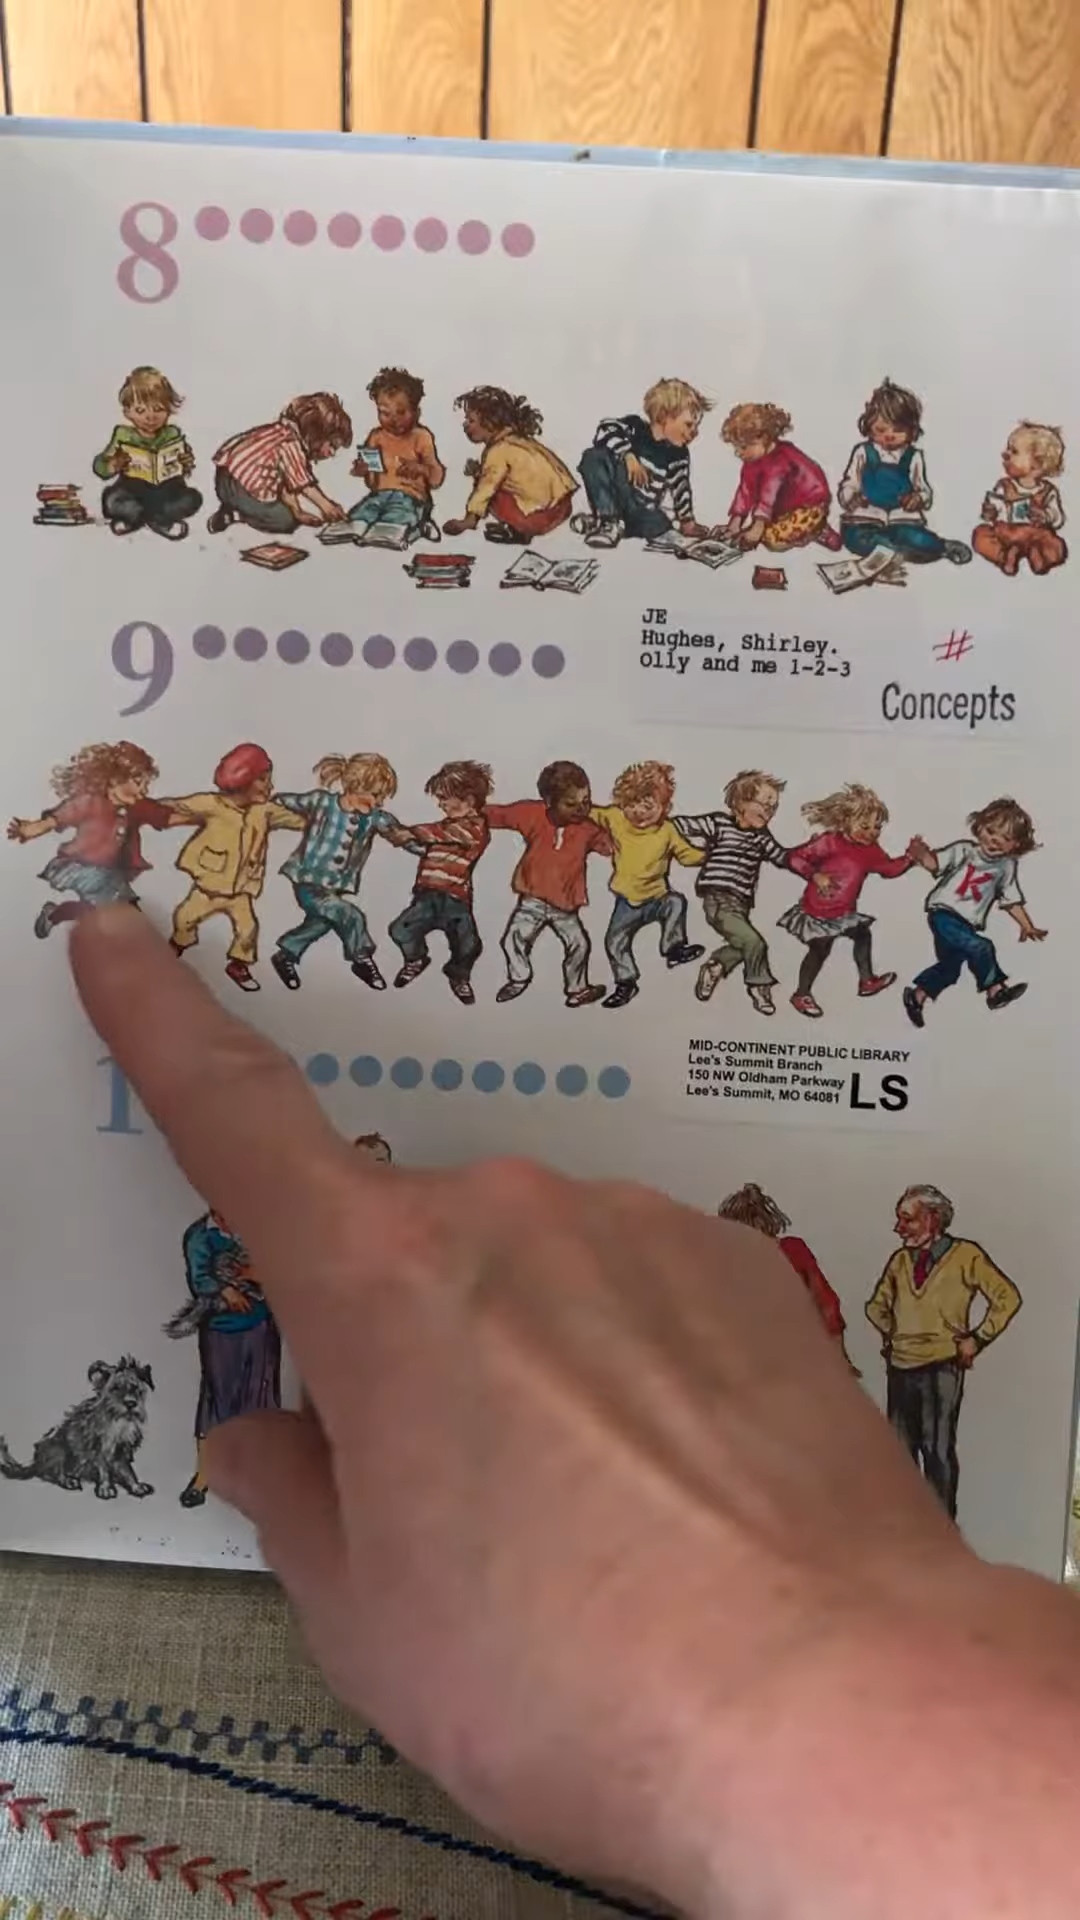 8
9
JE
Hughes, Shirley.
Olly and me 1-2-3
#
Concepts
K
MID-CONTINENT PUBLIC LIBRARY
Lee's Summit Branch
150 NW Oldham Parkway
Lee's Summit, MO 64081
LS
1